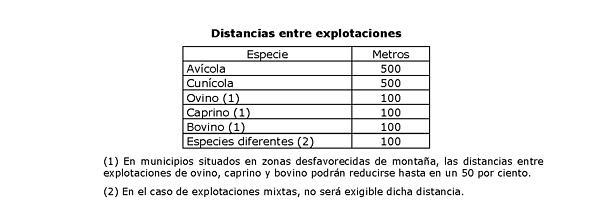 Distancias entre explotaciones
Especie Metros
Avícola 500
Cunícola 500
Ovino (1) 100
Caprino (1) 100
Bovino (1) 100
Especies diferentes (2) 100
(1) En municipios situados en zonas desfavorecidas de montaña, las distancias entre
explotaciones de ovino, caprino y bovino podrán reducirse hasta en un 50 por ciento.
(2) En el caso de explotaciones mixtas, no será exigible dicha distancia.